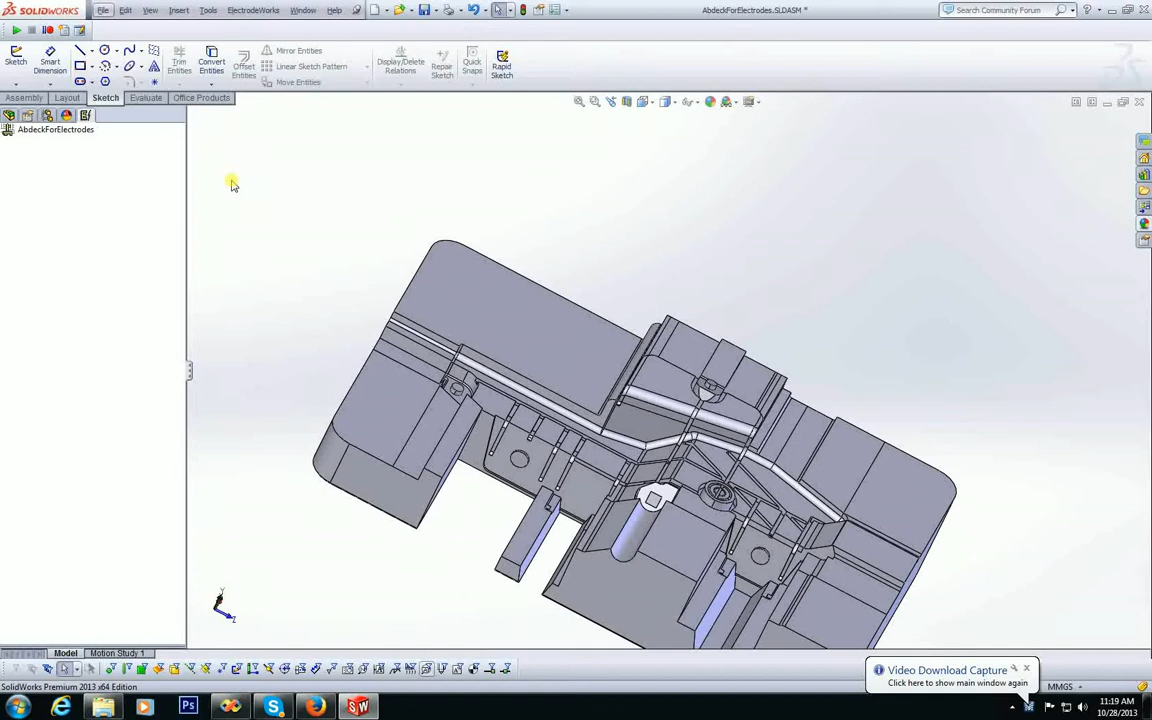 SOLIDWORKS File Edit View Insert Tools ElectrodeWorks Window Help AbdeckForElectrodes.SLDASM * Search Community Forum
Sketch Smart Dimension Trim Entities Convert Entities Offset Entities Mirror Entities Linear Sketch Pattern Move Entities Display/Delete Relations Repair Sketch Quick Snaps Rapid Sketch
Assembly Layout Sketch Evaluate Office Products
AbdeckForElectrodes
Y
Z
Model Motion Study 1
SolidWorks Premium 2013 x64 Edition
Video Download Capture
Click here to show main window again
MMGS
Ps
SW
11:19 AM
10/28/2013